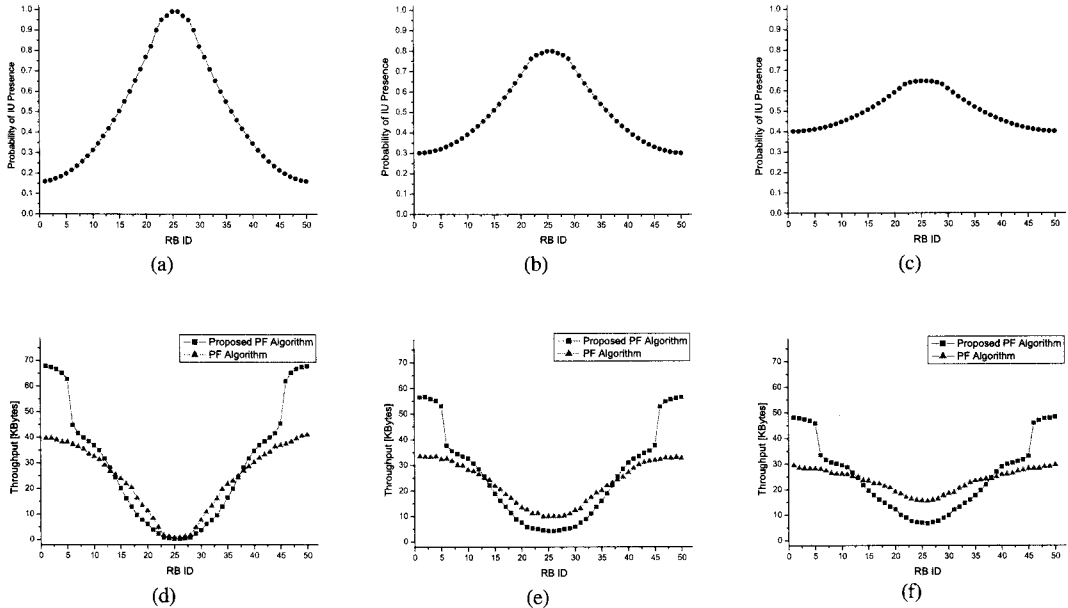 Probability of IU Presence
1.0
0.9
0.8
0.7
0.6
0.5
0.4
0.3
0.2
0.1
0.0
0 5 10 15 20 25 30 35 40 45 50
RB ID
(a)
Probability of IU Presence
1.0
0.9
0.8
0.7
0.6
0.5
0.4
0.3
0.2
0.1
0.0
0 5 10 15 20 25 30 35 40 45 50
RB ID
(b)
Probability of IU Presence
1.0
0.9
0.8
0.7
0.6
0.5
0.4
0.3
0.2
0.1
0.0
0 5 10 15 20 25 30 35 40 45 50
RB ID
(c)
Proposed PF Algorithm
PF Algorithm
Throughput [KBytes]
70
60
50
40
30
20
10
0
0 5 10 15 20 25 30 35 40 45 50
RB ID
(d)
Proposed PF Algorithm
PF Algorithm
Throughput [KBytes]
70
60
50
40
30
20
10
0
0 5 10 15 20 25 30 35 40 45 50
RB ID
(e)
Proposed PF Algorithm
PF Algorithm
Throughput [KBytes]
70
60
50
40
30
20
10
0
0 5 10 15 20 25 30 35 40 45 50
RB ID
(f)